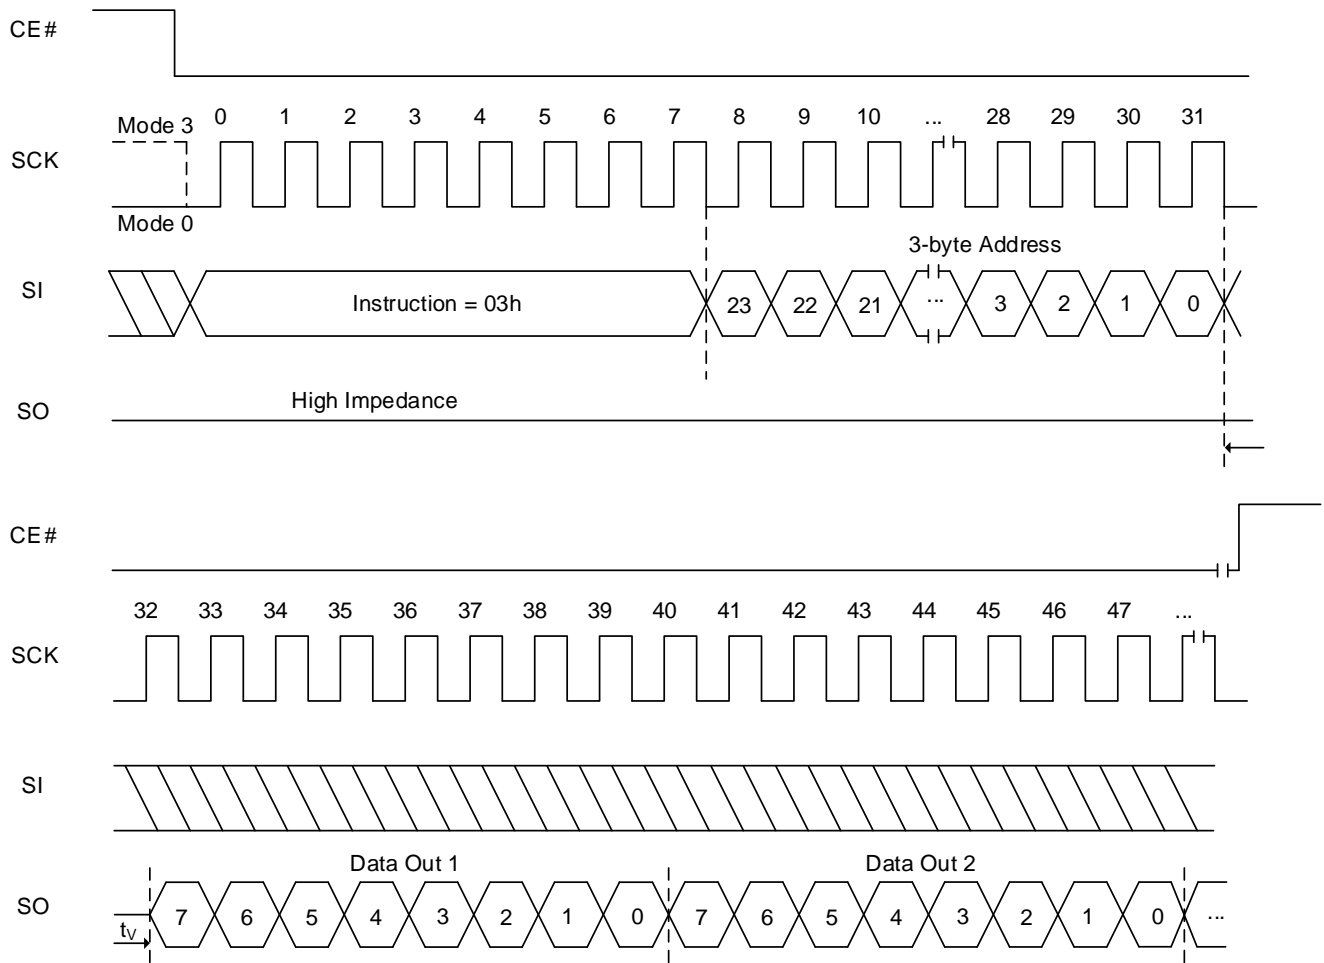 CE#
0 1 2 3 4 5 6 7 8 9 10 ... 28 29 30 31
Mode 3
SCK
Mode 0
3-byte Address
SI
Instruction = 03h 23 22 21 ... 3 2 1 0
High Impedance
SO
CE#
32 33 34 35 36 37 38 39 40 41 42 43 44 45 46 47 ...
SCK
SI
Data Out 1 Data Out 2
SO
7 6 5 4 3 2 1 0 7 6 5 4 3 2 1 0 ...
tV